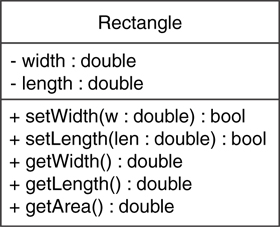 Rectangle
- width : double
- length : double
+ setWidth(w : double) : bool
+ setLength(len : double) : bool
+ getWidth() : double
+ getLength() : double
+ getArea() : double